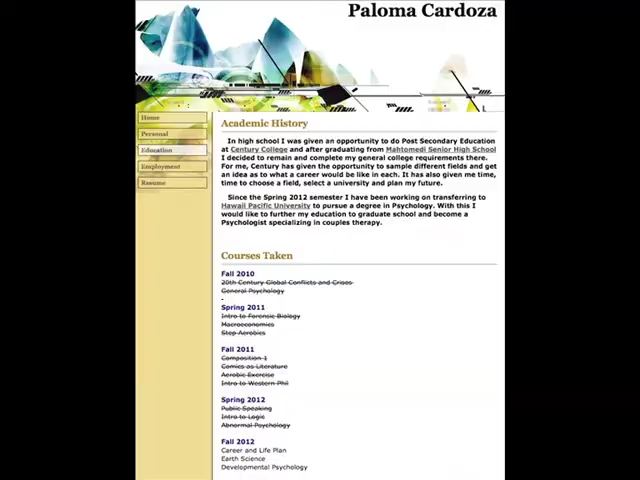 Paloma Cardoza
Home
Personal
Education
Employment
Resume
Academic History
In high school I was given an opportunity to do Post Secondary Education
at Century College and after graduating from Mahtomedi Senior High School
I decided to remain and complete my general college requirements there.
For me, Century has given the opportunity to sample different fields and get
an idea as to what a career would be like in each. It has also given me time,
time to choose a field, select a university and plan my future.
Since the Spring 2012 semester I have been working on transferring to
Hawaii Pacific University to pursue a degree in Psychology. With this I
would like to further my education to graduate school and become a
Psychologist specializing in couples therapy.
Courses Taken
Fall 2010
20th Century Global Conflicts and Crises
General Psychology
Spring 2011
Intro to Forensic Biology
Macroeconomics
Step Aerobics
Fall 2011
Composition 1
Comics as Literature
Aerobic Exercise
Intro to Western Phil
Spring 2012
Public Speaking
Intro to Logic
Abnormal Psychology
Fall 2012
Career and Life Plan
Earth Science
Developmental Psychology